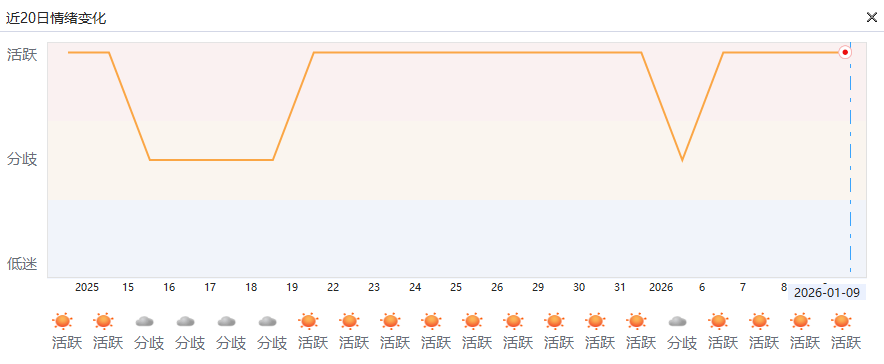 近20日情绪变化
活跃
分歧
低迷
2025 15 16 17 18 19 22 23 24 25 26 29 30 31 2026 6 7 8
2026-01-09
活跃 活跃 分歧 分歧 分歧 分歧 活跃 活跃 活跃 活跃 活跃 活跃 活跃 活跃 活跃 分歧 活跃 活跃 活跃 活跃